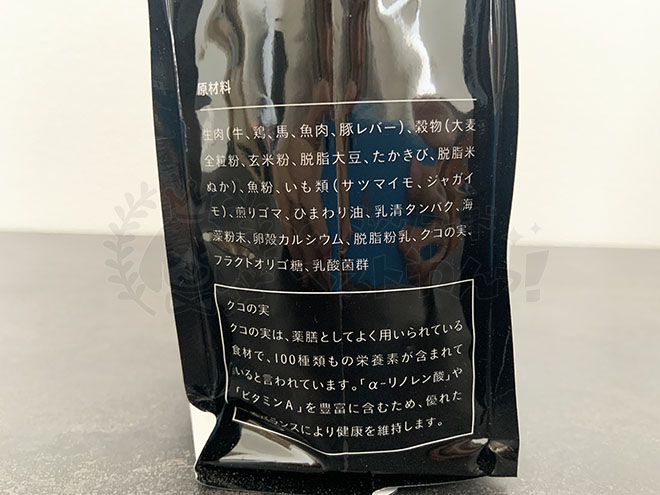 原材料
生肉(牛、鶏、馬、魚肉、豚レバー)、穀物(大麦
全粒粉、玄米粉、脱脂大豆、たかきび、脱脂米
ぬか)、魚粉、いも類(サツマイモ、ジャガイ
モ)、煎りゴマ、ひまわり油、乳清タンパク、海
藻粉末、卵殻カルシウム、脱脂粉乳、クコの実、
フラクトオリゴ糖、乳酸菌群
クコの実
クコの実は、薬膳としてよく用いられている
食材で、100種類もの栄養素が含まれて
いると言われています。「α-リノレン酸」や
「ビタミンA」を豊富に含むため、優れた
バランスにより健康を維持します。